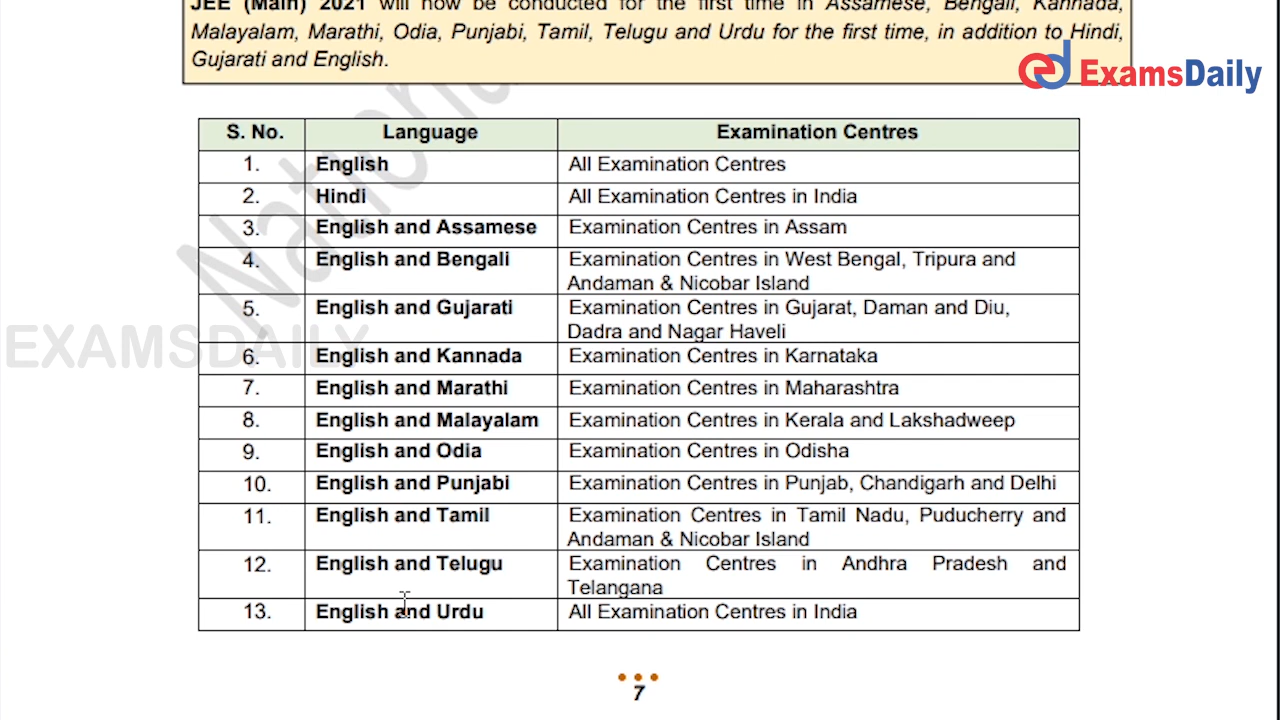 JEE (Main) 2021 will now be conducted for the first time in Assamese, Bengali, Kannada,
Malayalam, Marathi, Odia, Punjabi, Tamil, Telugu and Urdu for the first time, in addition to Hindi,
Gujarati and English.
ExamsDaily
S. No. Language Examination Centres
1. English All Examination Centres
2. Hindi All Examination Centres in India
3. English and Assamese Examination Centres in Assam
4. English and Bengali Examination Centres in West Bengal, Tripura and
Andaman & Nicobar Island
5. English and Gujarati Examination Centres in Gujarat, Daman and Diu,
Dadra and Nagar Haveli
EXAMSDAILY
6. English and Kannada Examination Centres in Karnataka
7. English and Marathi Examination Centres in Maharashtra
8. English and Malayalam Examination Centres in Kerala and Lakshadweep
9. English and Odia Examination Centres in Odisha
10. English and Punjabi Examination Centres in Punjab, Chandigarh and Delhi
11. English and Tamil Examination Centres in Tamil Nadu, Puducherry and
Andaman & Nicobar Island
12. English and Telugu Examination Centres in Andhra Pradesh and
Telangana
13. English and Urdu All Examination Centres in India
7